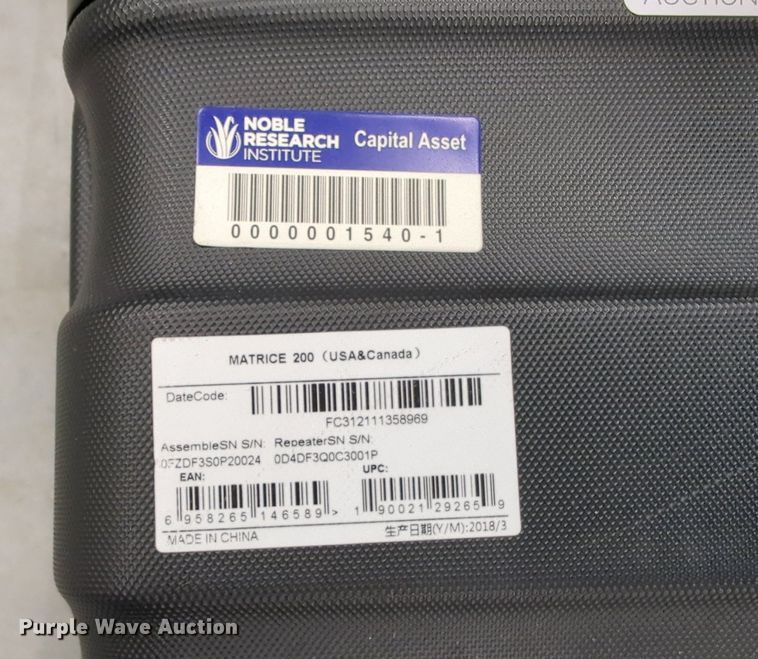 AUCTION
NOBLE
RESEARCH
INSTITUTE
Capital Asset
0000001540-1
MATRICE 200 (USA&Canada)
DateCode:
FC312111358969
AssembleSN S/N: RepeaterSN S/N:
0FZDF3S0P20024 0D4DF3Q0C3001P
EAN: UPC:
6 958265 146589 > 1 90021 29265 9
MADE IN CHINA 生产日期(Y/M):2018/3
Purple Wave Auction